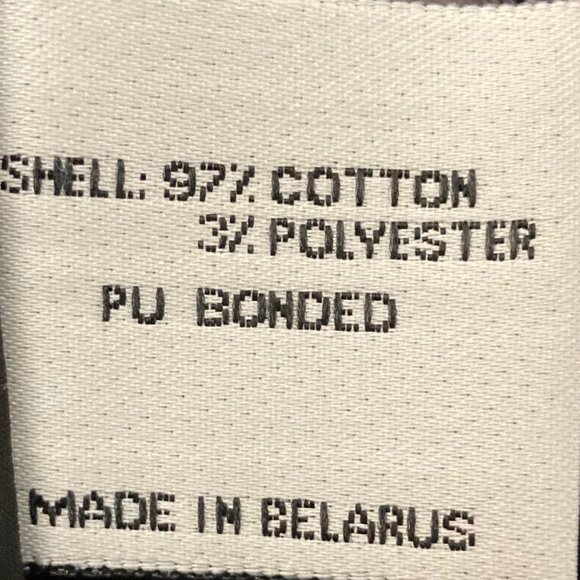 SHELL: 97% COTTON
3% POLYESTER
PU BONDED
MADE IN BELARUS